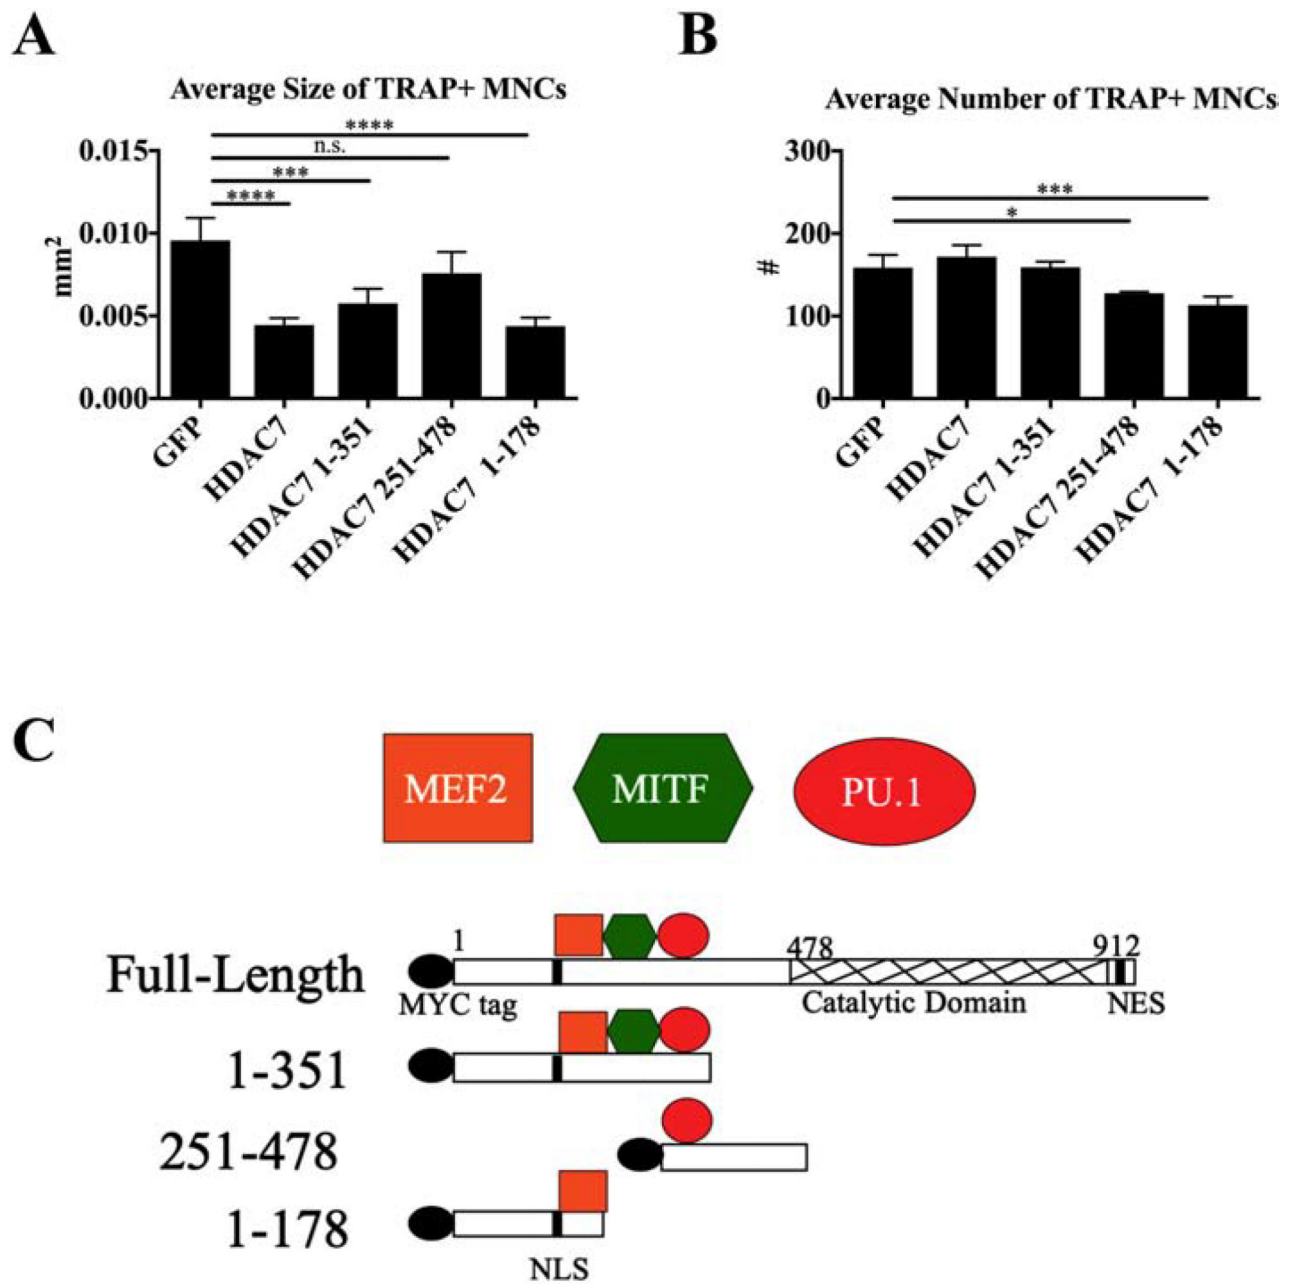 A
Average Size of TRAP+ MNCs
****
n.s.
***
****
0.015
0.010
0.005
0.000
mm²
GFP
HDAC7
HDAC7 1-351
HDAC7 251-478
HDAC7 1-178
B
Average Number of TRAP+ MNCs
***
*
300
200
100
0
#
GFP
HDAC7
HDAC7 1-351
HDAC7 251-478
HDAC7 1-178
C
MEF2 MITF PU.1
1 478 912
Full-Length
MYC tag Catalytic Domain NES
1-351
251-478
1-178
NLS